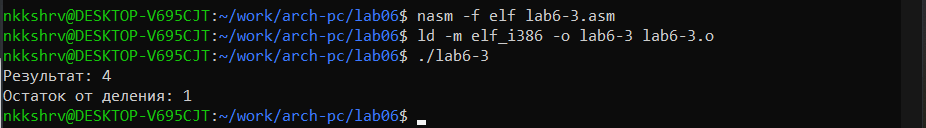 nkkshrv@DESKTOP-V695CJT:~/work/arch-pc/lab06$ nasm -f elf lab6-3.asm
nkkshrv@DESKTOP-V695CJT:~/work/arch-pc/lab06$ ld -m elf_i386 -o lab6-3 lab6-3.o
nkkshrv@DESKTOP-V695CJT:~/work/arch-pc/lab06$ ./lab6-3
Результат: 4
Остаток от деления: 1
nkkshrv@DESKTOP-V695CJT:~/work/arch-pc/lab06$